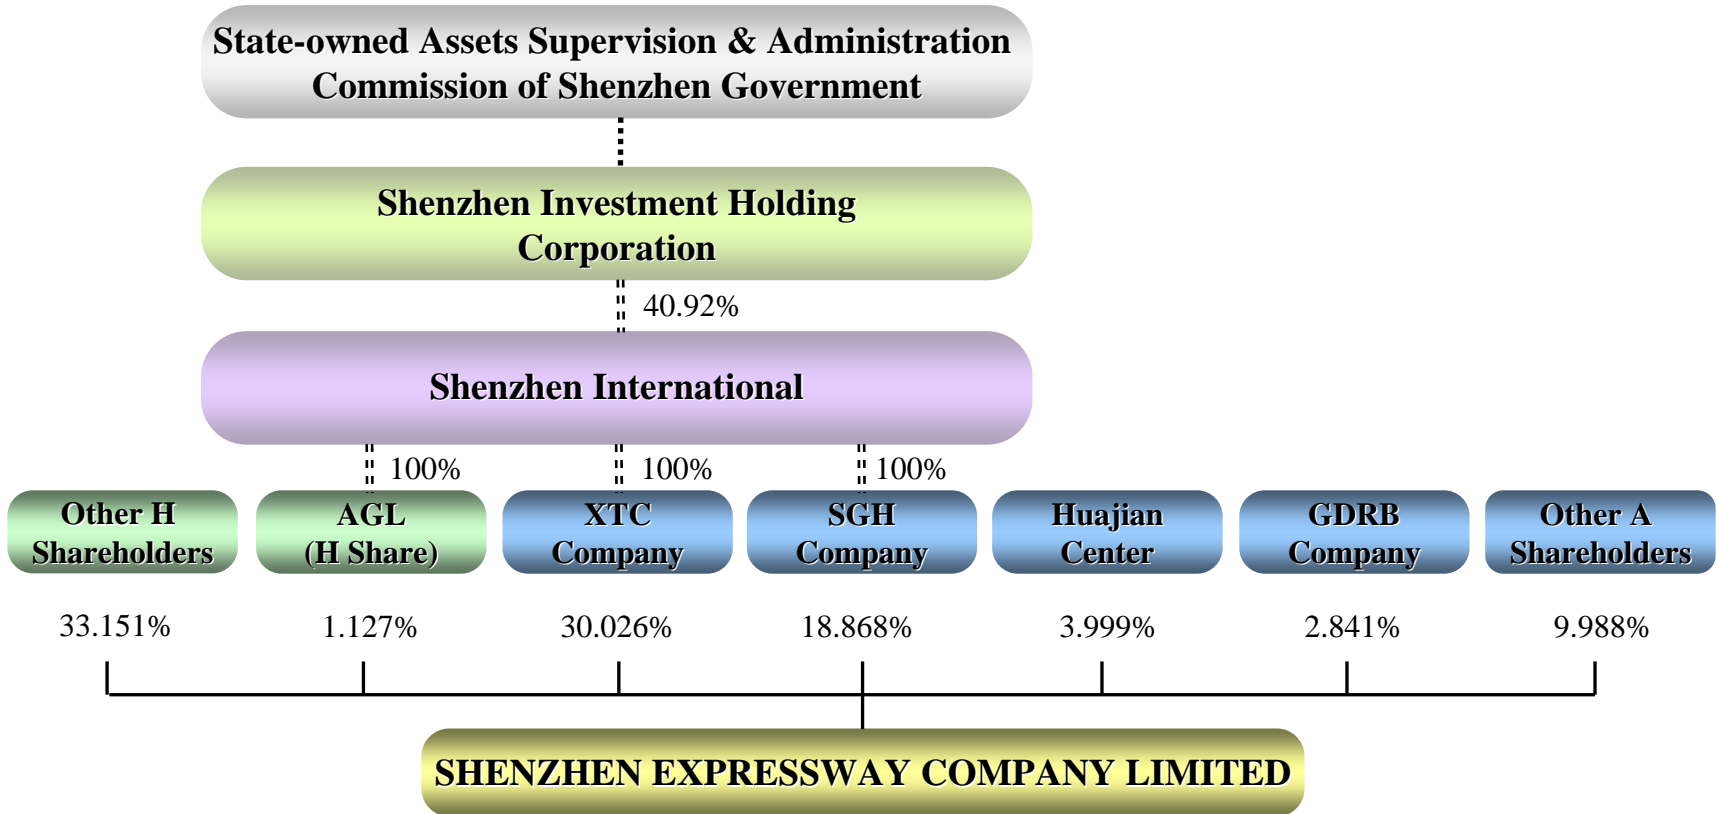 State-owned Assets Supervision & Administration
Commission of Shenzhen Government
Shenzhen Investment Holding
Corporation
40.92%
Shenzhen International
100%
100%
100%
Other H
Shareholders
AGL
(H Share)
XTC
Company
SGH
Company
Huajian
Center
GDRB
Company
Other A
Shareholders
33.151%
1.127%
30.026%
18.868%
3.999%
2.841%
9.988%
SHENZHEN EXPRESSWAY COMPANY LIMITED